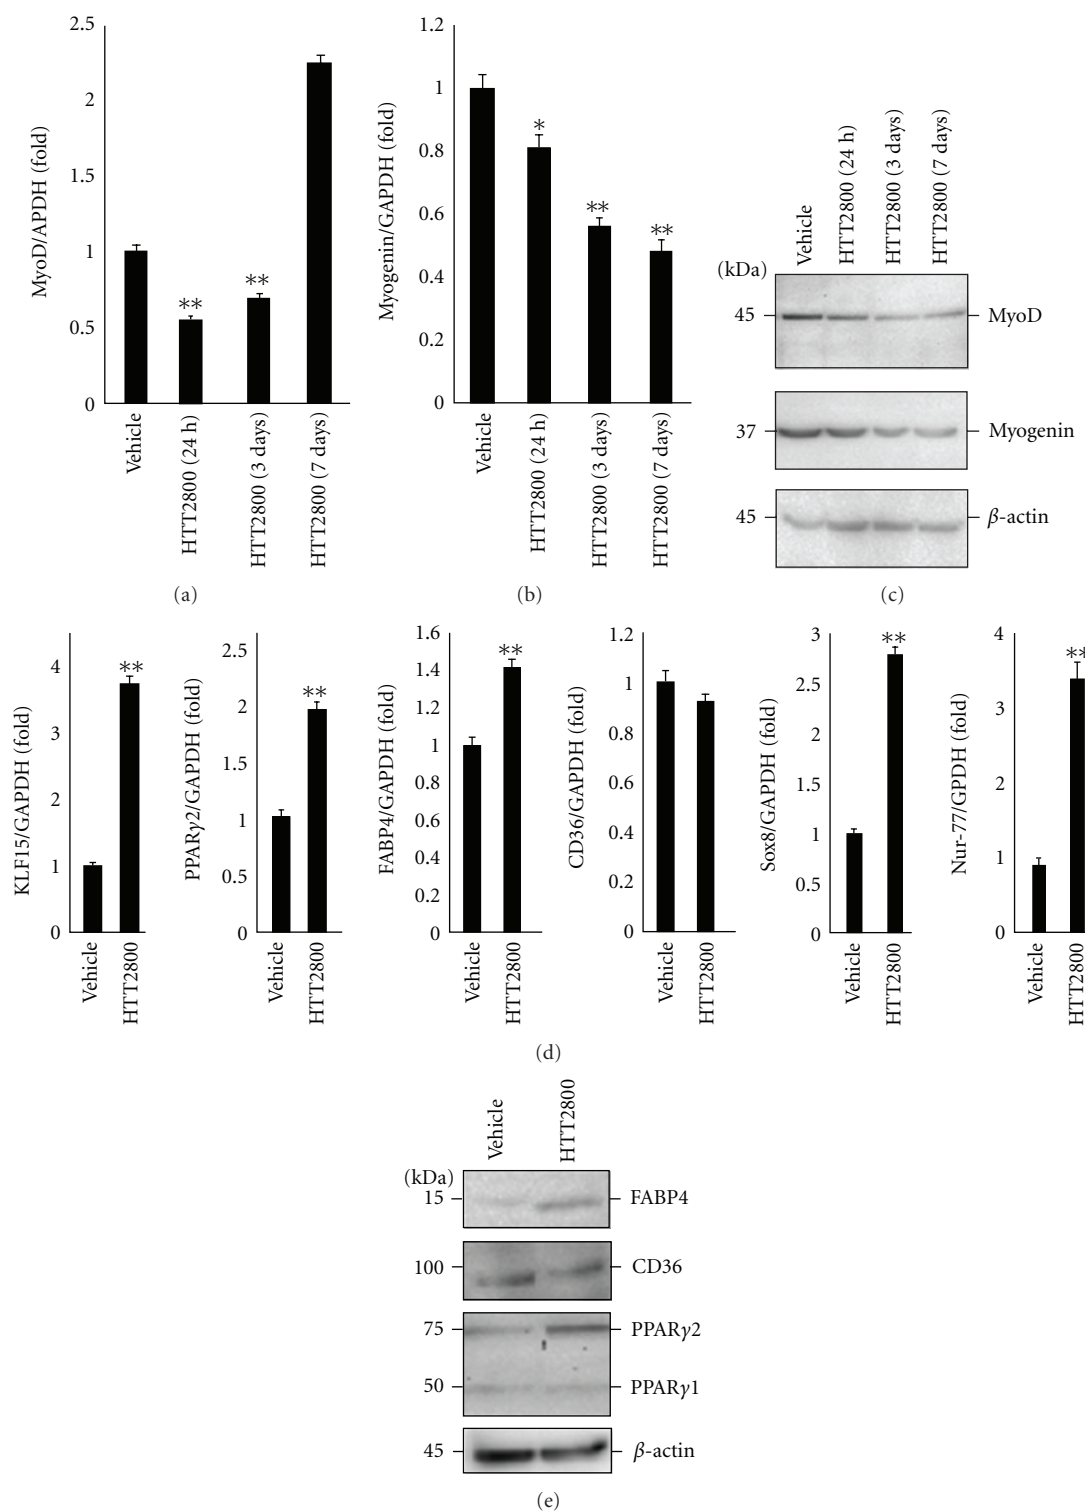 2.5
2
1.5
1
0.5
0
MyoD/APDH (fold)
**
**
Vehicle
HTT2800 (24 h)
HTT2800 (3 days)
HTT2800 (7 days)
(a)
1.2
1
0.8
0.6
0.4
0.2
0
Myogenin/GAPDH (fold)
*
**
**
Vehicle
HTT2800 (24 h)
HTT2800 (3 days)
HTT2800 (7 days)
(b)
Vehicle
HTT2800 (24 h)
HTT2800 (3 days)
HTT2800 (7 days)
(kDa)
45 MyoD
37 Myogenin
45 β-actin
(c)
4
3
2
1
0
KLF15/GAPDH (fold)
**
Vehicle
HTT2800
2.5
2
1.5
1
0.5
0
PPARγ2/GAPDH (fold)
**
Vehicle
HTT2800
1.6
1.4
1.2
1
0.8
0.6
0.4
0.2
0
FABP4/GAPDH (fold)
**
Vehicle
HTT2800
1.2
1
0.8
0.6
0.4
0.2
0
CD36/GAPDH (fold)
Vehicle
HTT2800
3
2.5
2
1.5
1
0.5
0
Sox8/GAPDH (fold)
**
Vehicle
HTT2800
4
3
2
1
0
Nur-77/GPDH (fold)
**
Vehicle
HTT2800
(d)
Vehicle
HTT2800
(kDa)
15 FABP4
100 CD36
75 PPARγ2
50 PPARγ1
45 β-actin
(e)